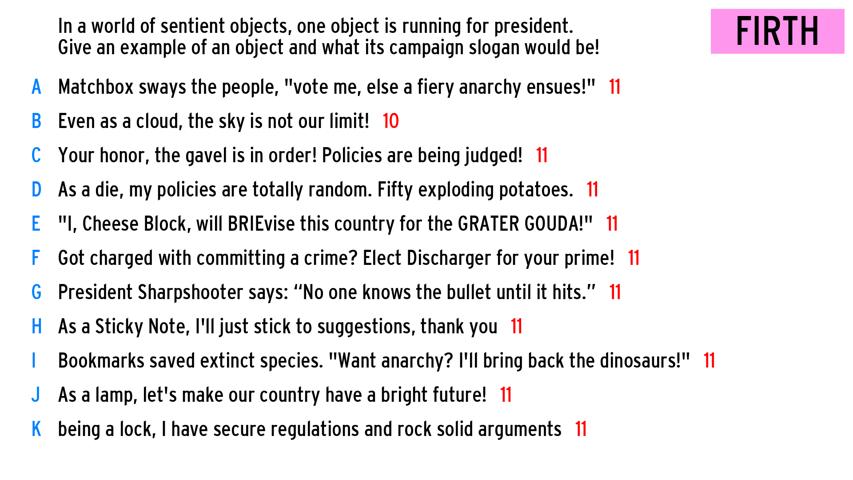 In a world of sentient objects, one object is running for president.
Give an example of an object and what its campaign slogan would be!
FIRTH
A Matchbox sways the people, "vote me, else a fiery anarchy ensues!" 11
B Even as a cloud, the sky is not our limit! 10
C Your honor, the gavel is in order! Policies are being judged! 11
D As a die, my policies are totally random. Fifty exploding potatoes. 11
E "I, Cheese Block, will BRIEvise this country for the GRATER GOUDA!" 11
F Got charged with committing a crime? Elect Discharger for your prime! 11
G President Sharpshooter says: “No one knows the bullet until it hits.” 11
H As a Sticky Note, I'll just stick to suggestions, thank you 11
I Bookmarks saved extinct species. "Want anarchy? I'll bring back the dinosaurs!" 11
J As a lamp, let's make our country have a bright future! 11
K being a lock, I have secure regulations and rock solid arguments 11